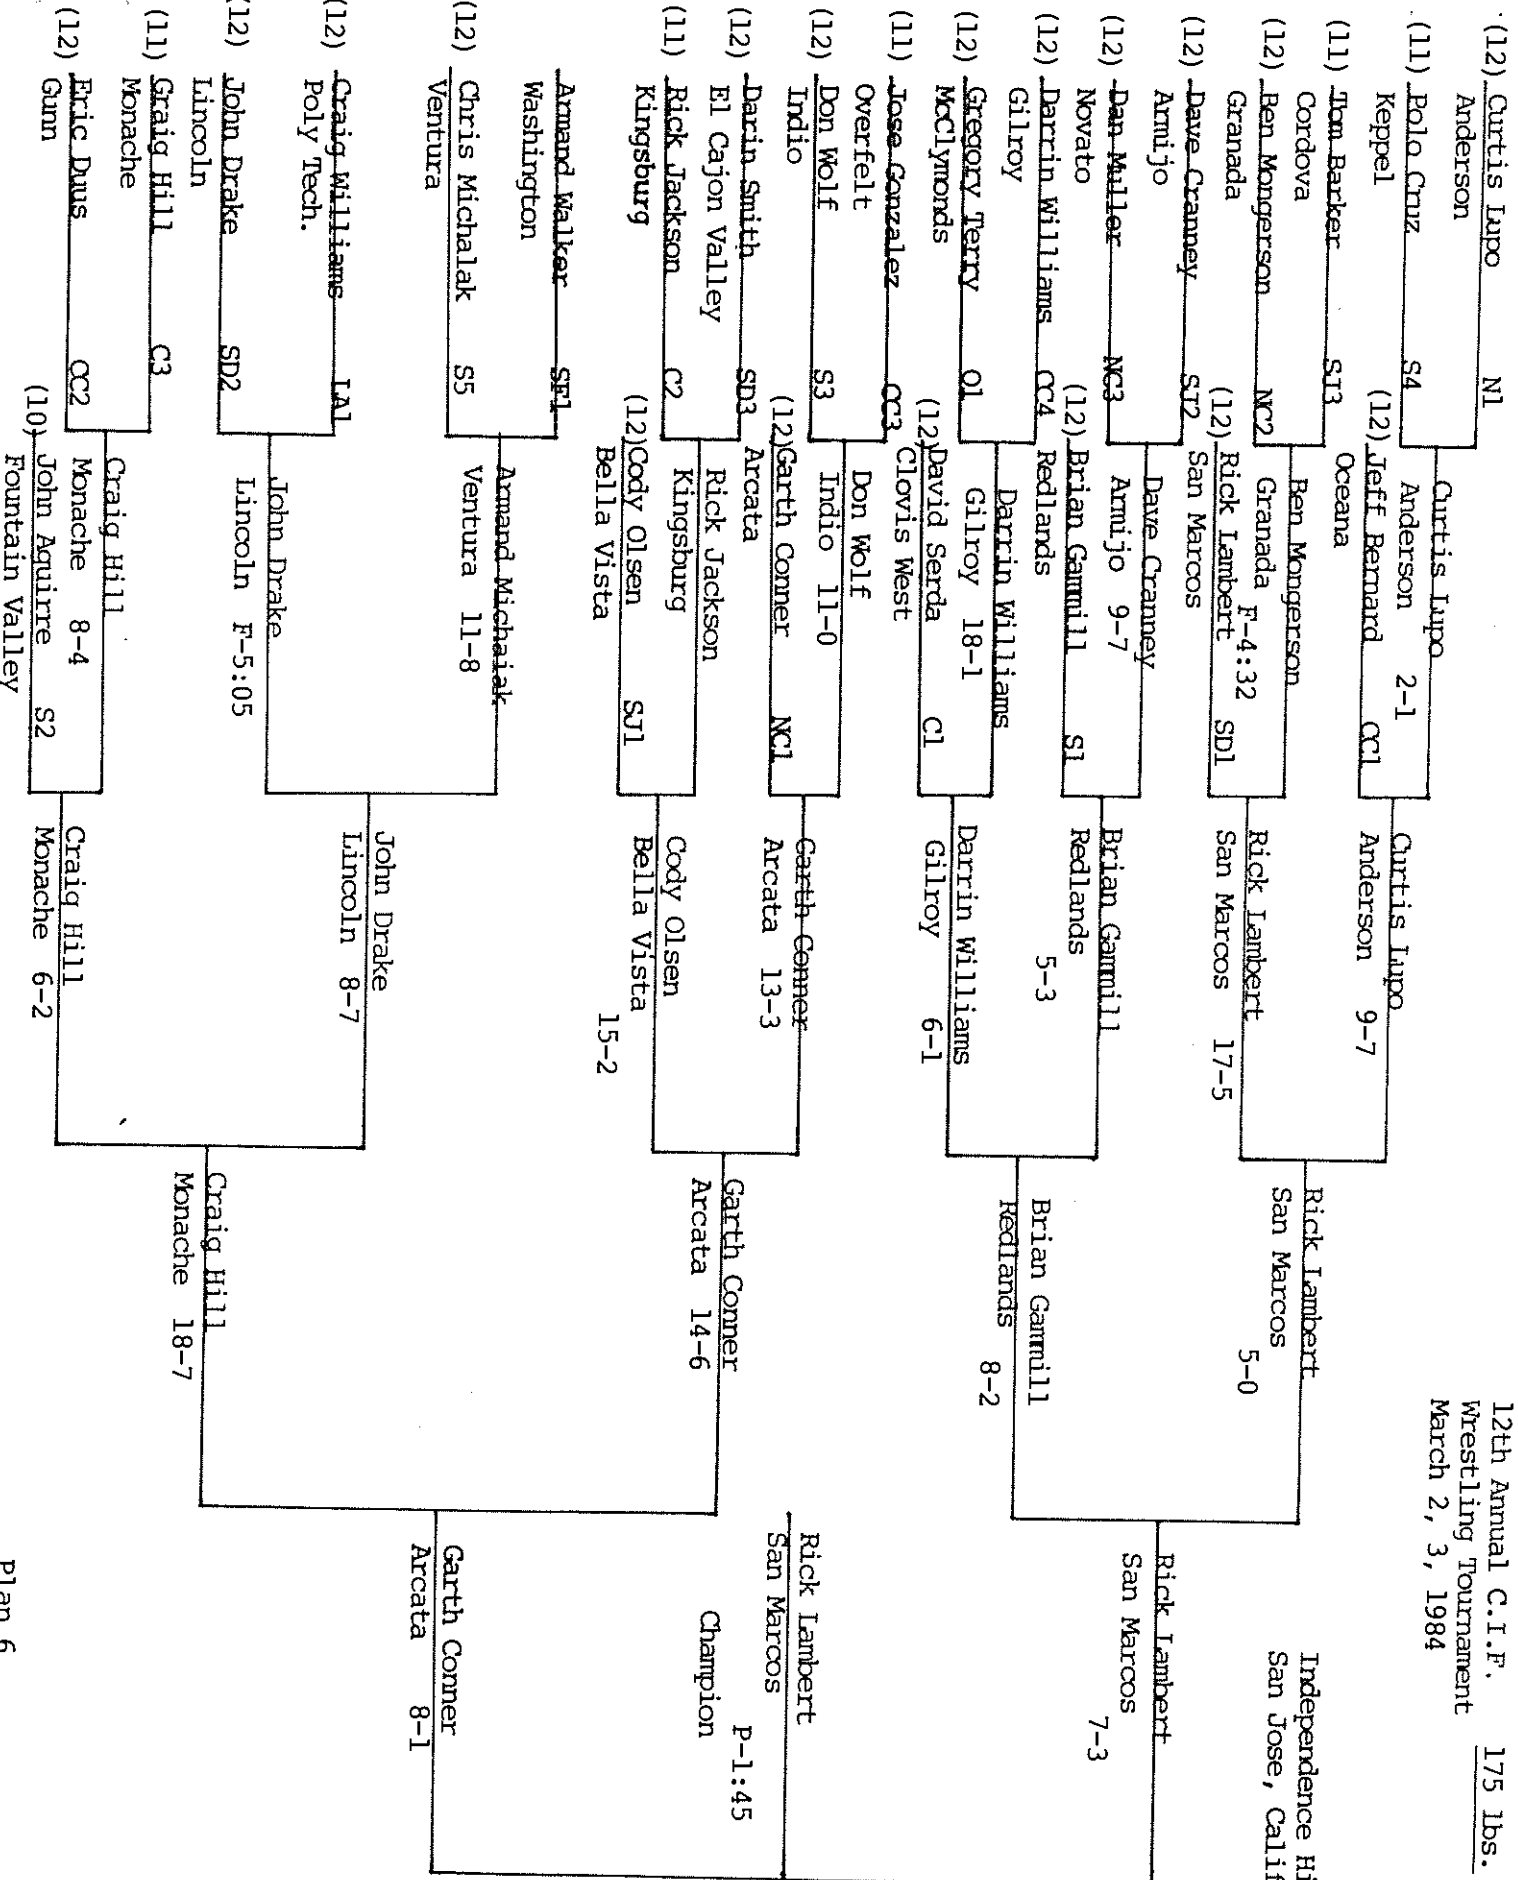 12th Annual C.I.F. 175 lbs.
Wrestling Tournament
March 2, 3, 1984
Independence Hi
San Jose, Calif
(12) Curtis Lupo N1
Anderson
(11) Polo Cruz S4
Keppel
(11) Tom Barker SJ3
Cordova
(12) Ben Mongerson NC2
Granada
(12) Dave Cranney SJ2
Armijo
(12) Dan Muller NC3
Novato
(12) Darrin Williams CC4
Gilroy
(12) Gregory Terry O1
McClymonds
(11) Jose Gonzalez CC3
Overfelt
(12) Don Wolf S3
Indio
(12) Darin Smith SD3
El Cajon Valley
(11) Rick Jackson C2
Kingsburg
Armand Walker SF1
Washington
(12) Chris Michalak S5
Ventura
(12) Craig Williams LA1
Poly Tech.
(12) John Drake SD2
Lincoln
(11) Graig Hill C3
Monache
(12) Eric Duus CC2
Gunn
Curtis Lupo
Anderson 2-1
(12) Jeff Bernard CC1
Oceana
Ben Mongerson
Granada F-4:32
(12) Rick Lambert SD1
San Marcos
Dave Cranney
Armijo 9-7
(12) Brian Gammill S1
Redlands
Darrin Williams
Gilroy 18-1
(12) David Serda C1
Clovis West
Don Wolf
Indio 11-0
(12) Garth Conner NC1
Arcata
Rick Jackson
Kingsburg
(12) Cody Olsen SJ1
Bella Vista
Armand Michalak
Ventura 11-8
John Drake
Lincoln F-5:05
Craig Hill
Monache 8-4
(10) John Aquirre S2
Fountain Valley
Curtis Lupo
Anderson 9-7
Rick Lambert
San Marcos 17-5
Brian Gammill
Redlands
5-3
Darrin Williams
Gilroy 6-1
Garth Conner
Arcata 13-3
Cody Olsen
Bella Vista
15-2
John Drake
Lincoln 8-7
Craig Hill
Monache 6-2
Rick Lambert
San Marcos
5-0
Brian Gammill
Redlands 8-2
Garth Conner
Arcata 14-6
Craig Hill
Monache 18-7
Rick Lambert
San Marcos
7-3
Garth Conner
Arcata 8-1
Rick Lambert
San Marcos
P-1:45
Champion
Plan 6